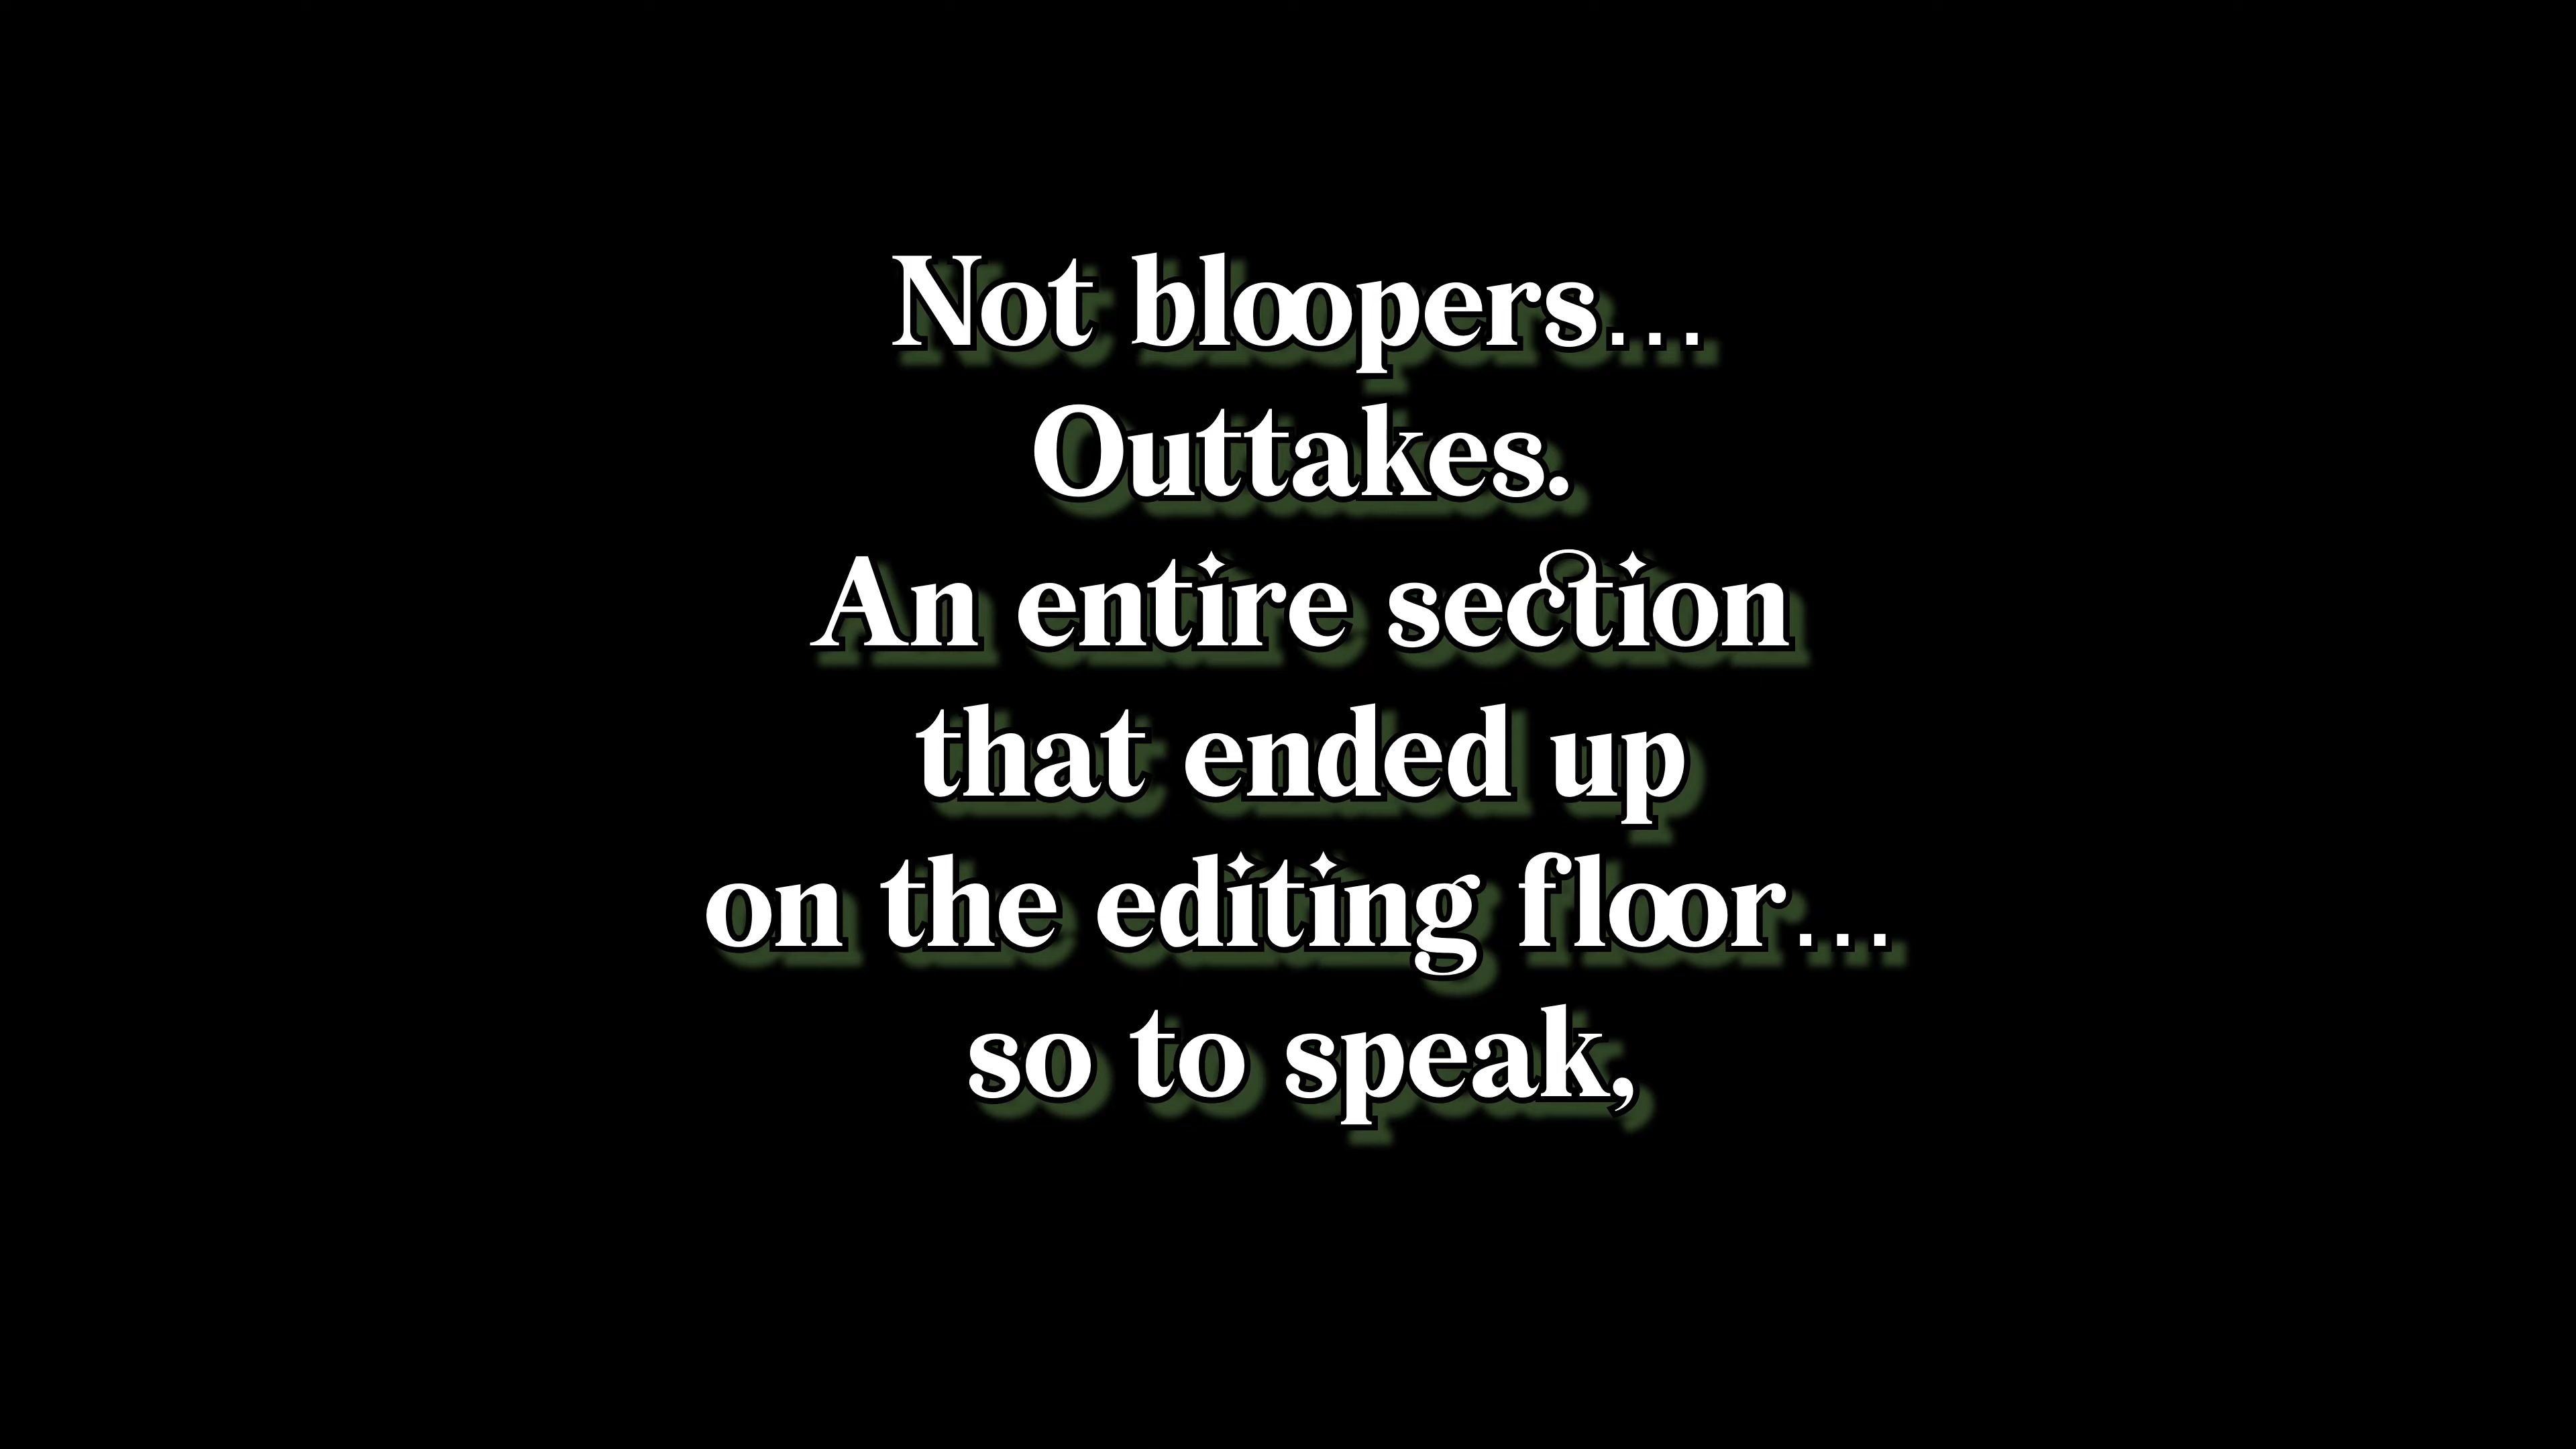 Not bloopers...
Outtakes.
An entire section
that ended up
on the editing floor...
so to speak,